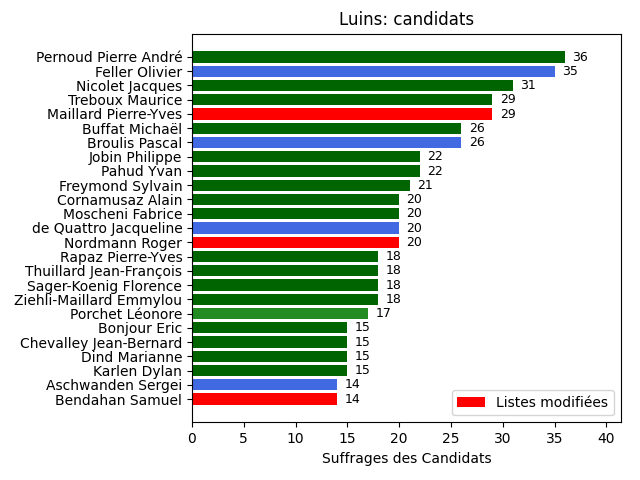 Luins: candidats
Pernoud Pierre André 36
Feller Olivier 35
Nicolet Jacques 31
Treboux Maurice 29
Maillard Pierre-Yves 29
Buffat Michaël 26
Broulis Pascal 26
Jobin Philippe 22
Pahud Yvan 22
Freymond Sylvain 21
Cornamusaz Alain 20
Moscheni Fabrice 20
de Quattro Jacqueline 20
Nordmann Roger 20
Rapaz Pierre-Yves 18
Thuillard Jean-François 18
Sager-Koenig Florence 18
Ziehli-Maillard Emmylou 18
Porchet Léonore 17
Bonjour Eric 15
Chevalley Jean-Bernard 15
Dind Marianne 15
Karlen Dylan 15
Aschwanden Sergei 14
Bendahan Samuel 14
Listes modifiées
0 5 10 15 20 25 30 35 40
Suffrages des Candidats